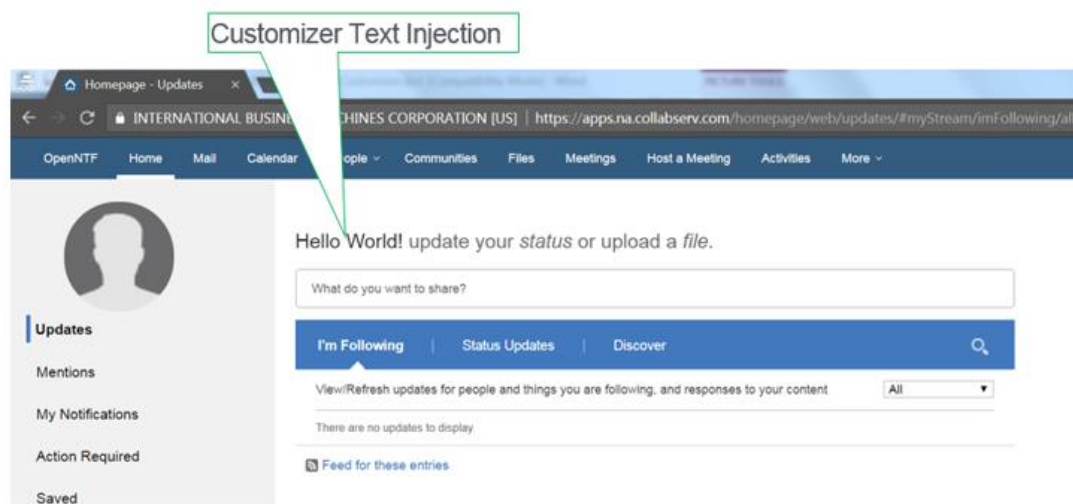 Customizer Text Injection
Homepage - Updates
INTERNATIONAL BUSINE CHINES CORPORATION [US] | https://apps.na.collabserv.com/homepage/web/updates/#myStream/imFollowing/all
OpenNTF Home Mail Calendar ople Communities Files Meetings Host a Meeting Activities More
Hello World! update your status or upload a file.
What do you want to share?
Updates
I'm Following | Status Updates | Discover
Mentions
View/Refresh updates for people and things you are following, and responses to your content All
My Notifications
There are no updates to display
Action Required
Feed for these entries
Saved